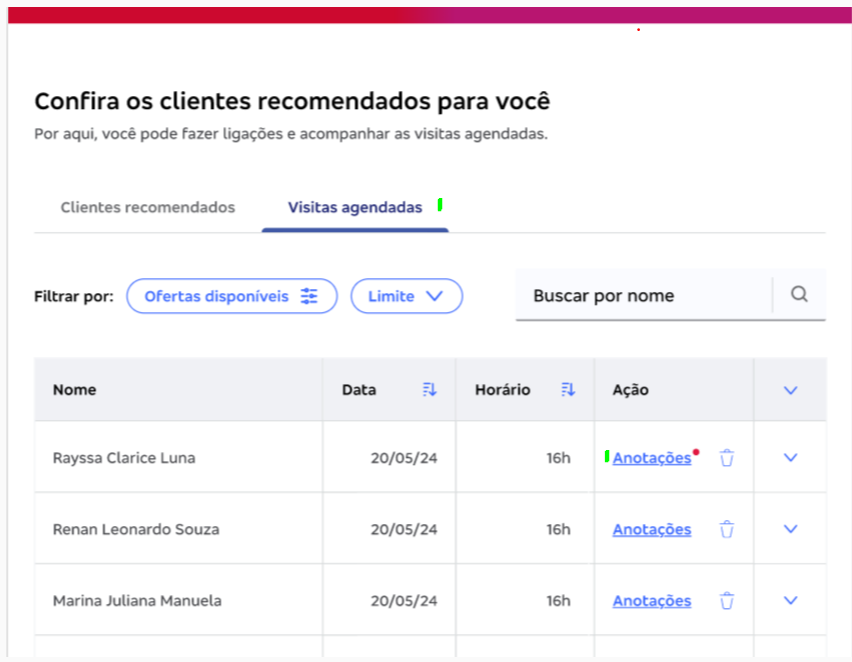 Confira os clientes recomendados para você
Por aqui, você pode fazer ligações e acompanhar as visitas agendadas.
Clientes recomendados Visitas agendadas
Filtrar por: Ofertas disponíveis Limite Buscar por nome
Nome Data Horário Ação
Rayssa Clarice Luna 20/05/24 16h Anotações
Renan Leonardo Souza 20/05/24 16h Anotações
Marina Juliana Manuela 20/05/24 16h Anotações